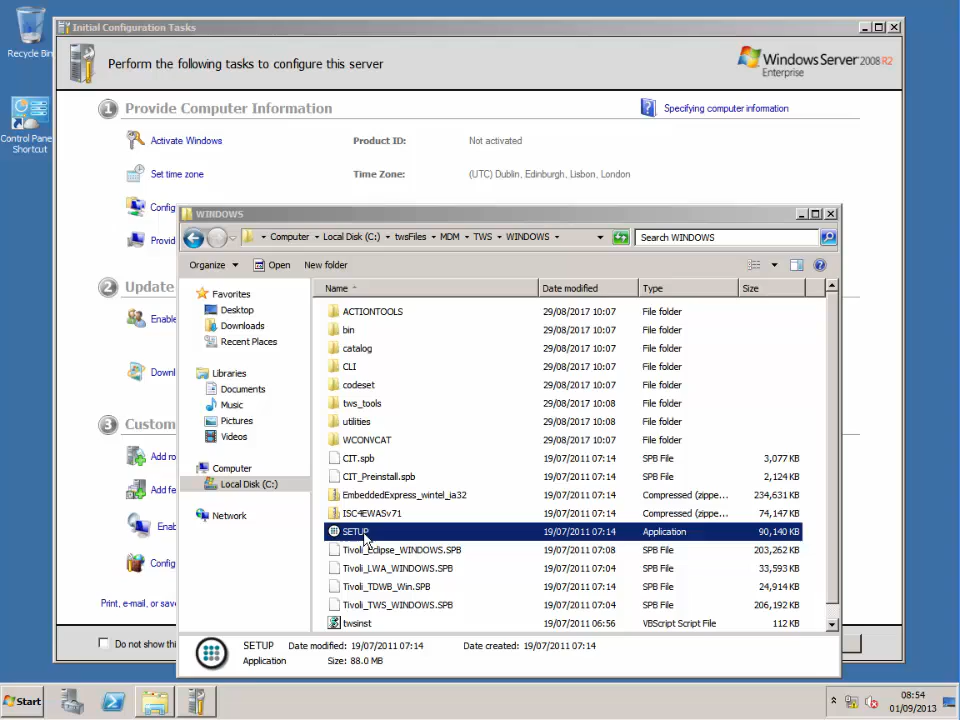 Recycle Bin
Control Pane
Shortcut
Initial Configuration Tasks
Perform the following tasks to configure this server
Windows Server 2008 R2
Enterprise
1 Provide Computer Information
Specifying computer information
Activate Windows
Product ID:
Not activated
Set time zone
Time Zone:
(UTC) Dublin, Edinburgh, Lisbon, London
Config
Provid
2 Update
Enable
Downl
3 Custom
Add ro
Add fe
Enab
Config
Print, e-mail, or save
Do not show thi
WINDOWS
Computer Local Disk (C:) twsFiles MDM TWS WINDOWS
Search WINDOWS
Organize Open New folder
Favorites
Desktop
Downloads
Recent Places
Libraries
Documents
Music
Pictures
Videos
Computer
Local Disk (C:)
Network
Name Date modified Type Size
ACTIONTOOLS 29/08/2017 10:07 File folder
bin 29/08/2017 10:07 File folder
catalog 29/08/2017 10:07 File folder
CLI 29/08/2017 10:07 File folder
codeset 29/08/2017 10:07 File folder
tws_tools 29/08/2017 10:08 File folder
utilities 29/08/2017 10:08 File folder
WCONVCAT 29/08/2017 10:07 File folder
CIT.spb 19/07/2011 07:14 SPB File 3,077 KB
CIT_Preinstall.spb 19/07/2011 07:14 SPB File 2,124 KB
EmbeddedExpress_wintel_ia32 19/07/2011 07:14 Compressed (zippe... 234,631 KB
ISC4EWASv71 19/07/2011 07:14 Compressed (zippe... 74,147 KB
SETUP 19/07/2011 07:14 Application 90,140 KB
Tivoli_Eclipse_WINDOWS.SPB 19/07/2011 07:08 SPB File 203,262 KB
Tivoli_LWA_WINDOWS.SPB 19/07/2011 07:04 SPB File 33,593 KB
Tivoli_TDWB_Win.SPB 19/07/2011 07:14 SPB File 24,914 KB
Tivoli_TWS_WINDOWS.SPB 19/07/2011 07:04 SPB File 206,192 KB
twsinst 19/07/2011 06:56 VBScript Script File 112 KB
SETUP Date modified: 19/07/2011 07:14 Date created: 19/07/2011 07:14
Application Size: 88.0 MB
Start
08:54
01/09/2013